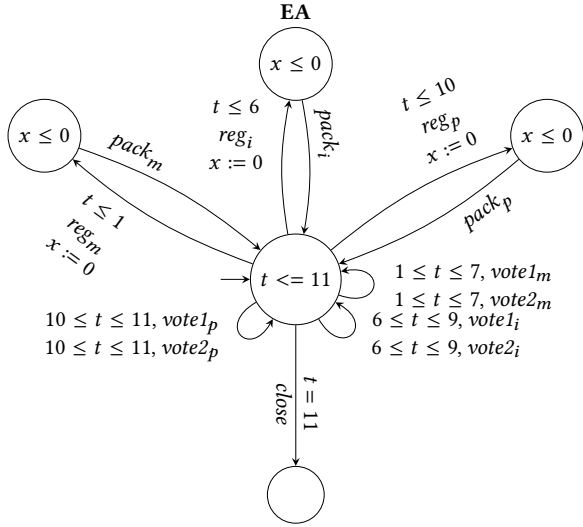 EA
x ≤ 0
t ≤ 6
reg_i
x := 0
pack_i
t ≤ 10
reg_p
x := 0
x ≤ 0
pack_m
x ≤ 0
t ≤ 1
reg_m
x := 0
pack_p
t <= 11
1 ≤ t ≤ 7, vote1_m
1 ≤ t ≤ 7, vote2_m
10 ≤ t ≤ 11, vote1_p
10 ≤ t ≤ 11, vote2_p
6 ≤ t ≤ 9, vote1_i
6 ≤ t ≤ 9, vote2_i
t = 11
close